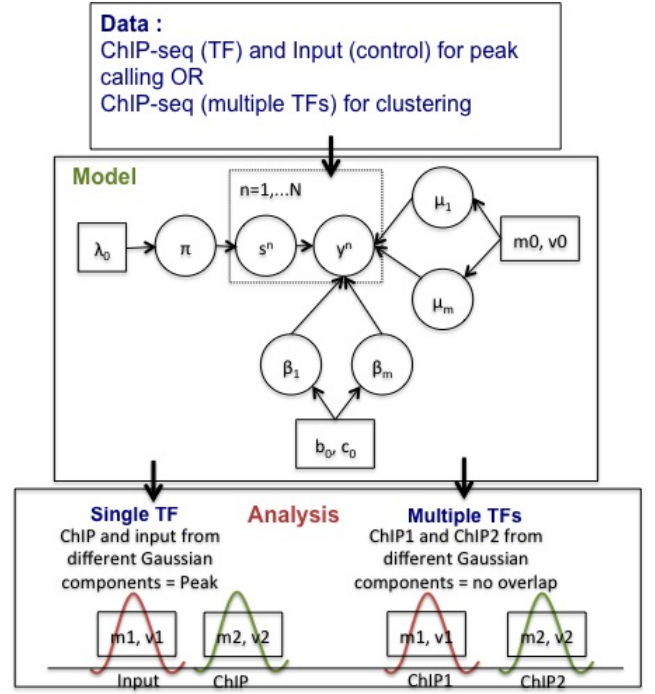 Data :
ChIP-seq (TF) and Input (control) for peak
calling OR
ChIP-seq (multiple TFs) for clustering
Model
n=1,...N
λ₀
π
sⁿ
yⁿ
μ₁
m0, v0
μₘ
β₁
βₘ
b₀, c₀
Analysis
Single TF
ChIP and input from
different Gaussian
components = Peak
m1, v1
m2, v2
Input
ChIP
Multiple TFs
ChIP1 and ChIP2 from
different Gaussian
components = no overlap
m1, v1
m2, v2
ChIP1
ChIP2